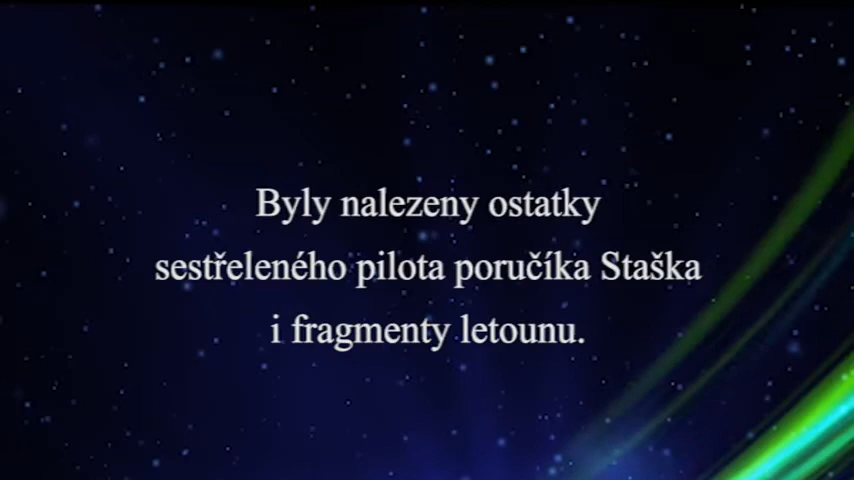 Byly nalezeny ostatky
sestřeleného pilota poručíka Staška
i fragmenty letounu.